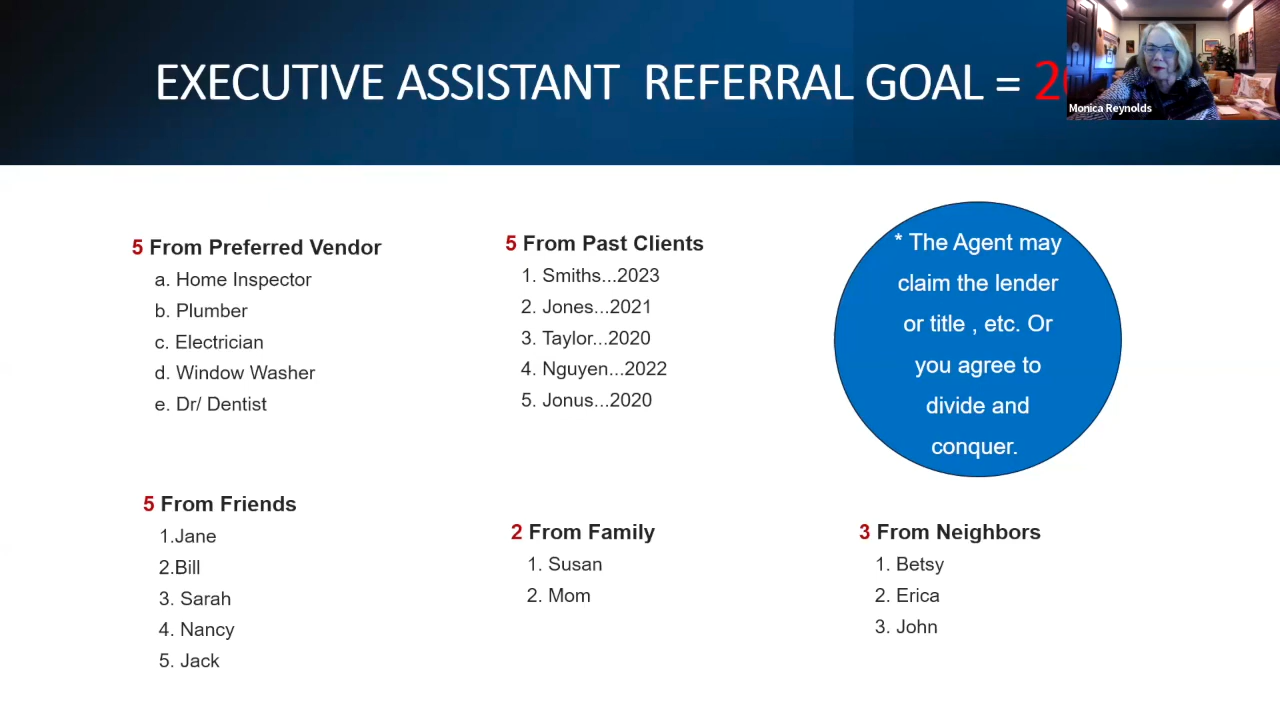 EXECUTIVE ASSISTANT REFERRAL GOAL =
Monica Reynolds
5 From Preferred Vendor
a. Home Inspector
b. Plumber
c. Electrician
d. Window Washer
e. Dr/ Dentist
5 From Past Clients
1. Smiths...2023
2. Jones...2021
3. Taylor...2020
4. Nguyen...2022
5. Jonus...2020
* The Agent may
claim the lender
or title , etc. Or
you agree to
divide and
conquer.
5 From Friends
1.Jane
2.Bill
3. Sarah
4. Nancy
5. Jack
2 From Family
1. Susan
2. Mom
3 From Neighbors
1. Betsy
2. Erica
3. John